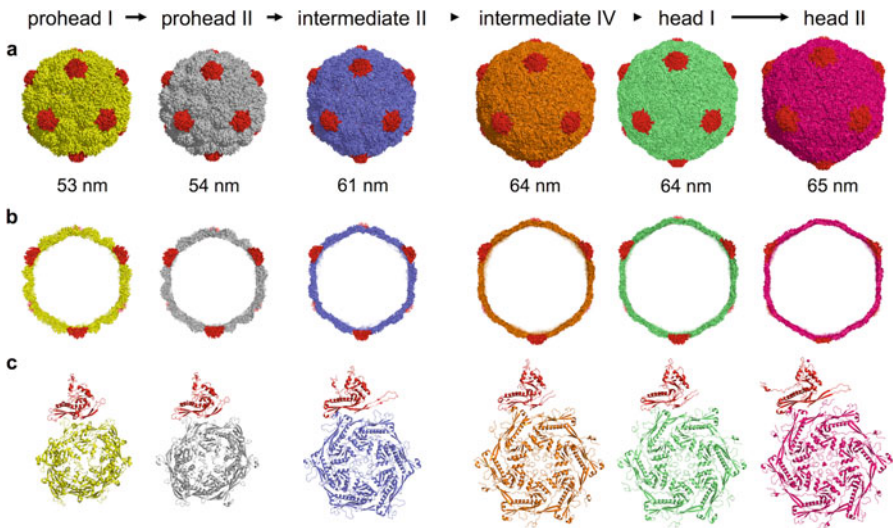 prohead I → prohead II → intermediate II ► intermediate IV ► head I → head II
a
53 nm 54 nm 61 nm 64 nm 64 nm 65 nm
b
c